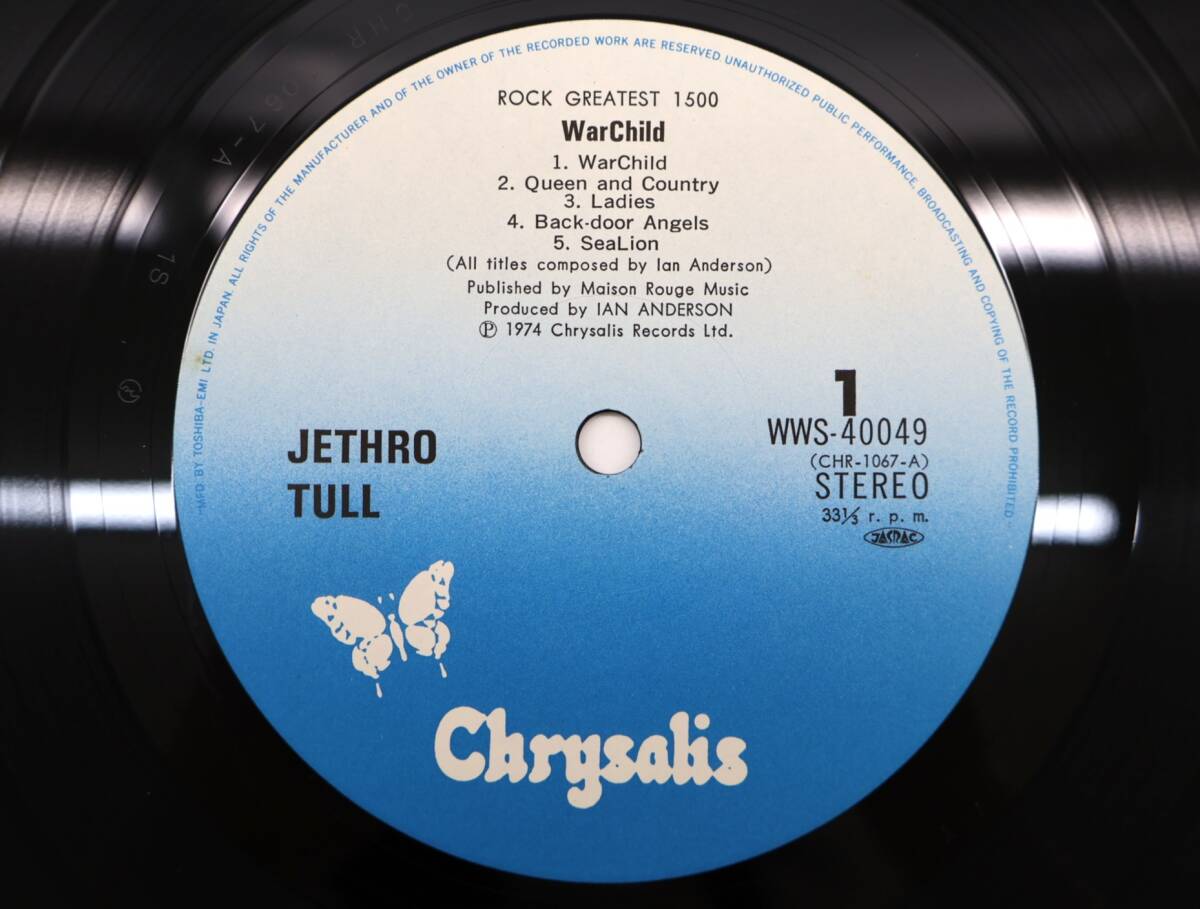 "MFD. BY TOSHIBA-EMI LTD. IN JAPAN. ALL RIGHTS OF THE MANUFACTURER AND OF THE OWNER OF THE RECORDED WORK ARE RESERVED. UNAUTHORIZED PUBLIC PERFORMANCE, BROADCASTING AND COPYING OF THE RECORD PROHIBITED"
ROCK GREATEST 1500
WarChild
1. WarChild
2. Queen and Country
3. Ladies
4. Back-door Angels
5. SeaLion
(All titles composed by Ian Anderson)
Published by Maison Rouge Music
Produced by IAN ANDERSON
Ⓟ 1974 Chrysalis Records Ltd.
1
WWS-40049
(CHR-1067-A)
STEREO
33⅓ r. p. m.
JASRAC
JETHRO
TULL
Chrysalis
1S